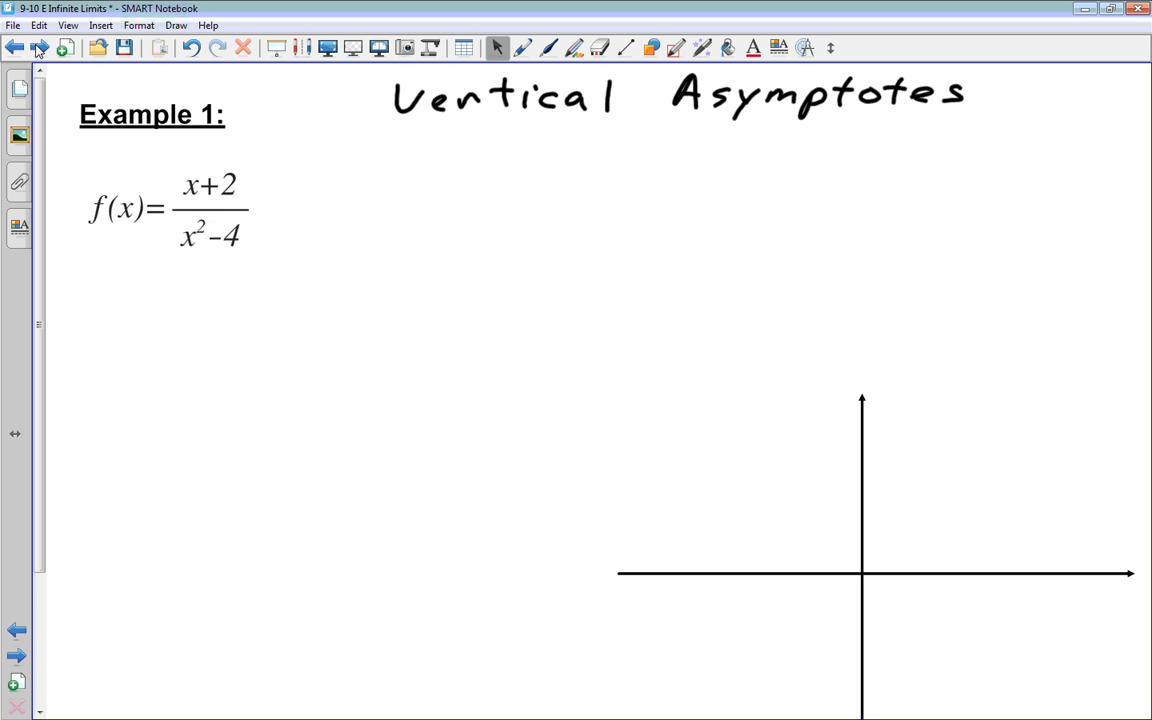 9-10 E Infinite Limits * - SMART Notebook
File Edit View Insert Format Draw Help
Vertical Asymptotes
Example 1:
f(x)= x+2
x²-4